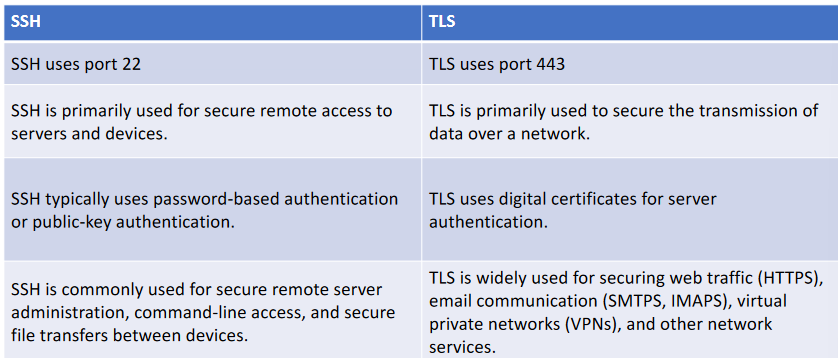 SSH
TLS
SSH uses port 22
TLS uses port 443
SSH is primarily used for secure remote access to
servers and devices.
TLS is primarily used to secure the transmission of
data over a network.
SSH typically uses password-based authentication
or public-key authentication.
TLS uses digital certificates for server
authentication.
SSH is commonly used for secure remote server
administration, command-line access, and secure
file transfers between devices.
TLS is widely used for securing web traffic (HTTPS),
email communication (SMTPS, IMAPS), virtual
private networks (VPNs), and other network
services.